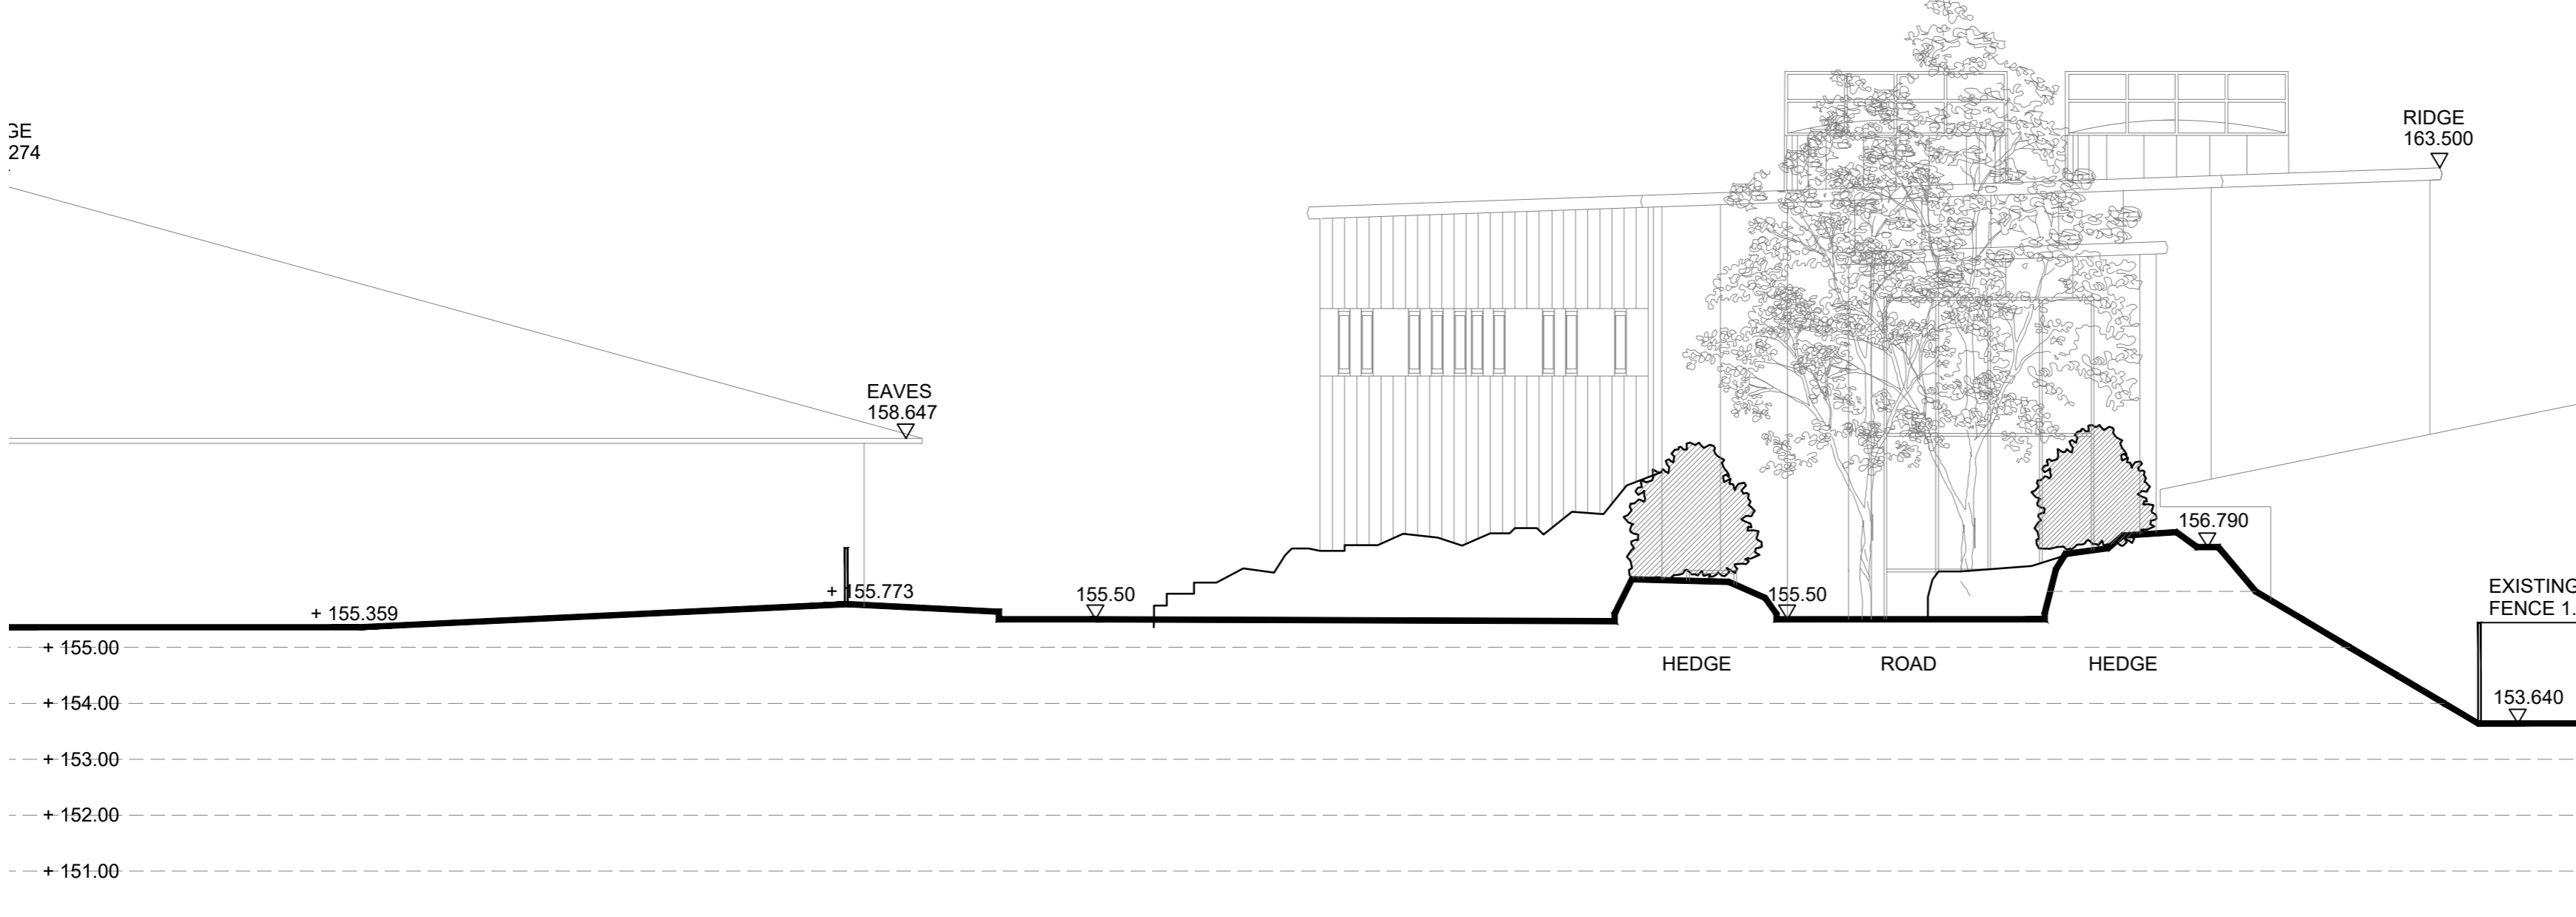 GE
274
RIDGE
163.500
EAVES
158.647
156.790
+ 155.773
155.50
155.50
+ 155.359
EXISTING
FENCE 1.
+ 155.00
HEDGE
ROAD
HEDGE
153.640
+ 154.00
+ 153.00
+ 152.00
+ 151.00